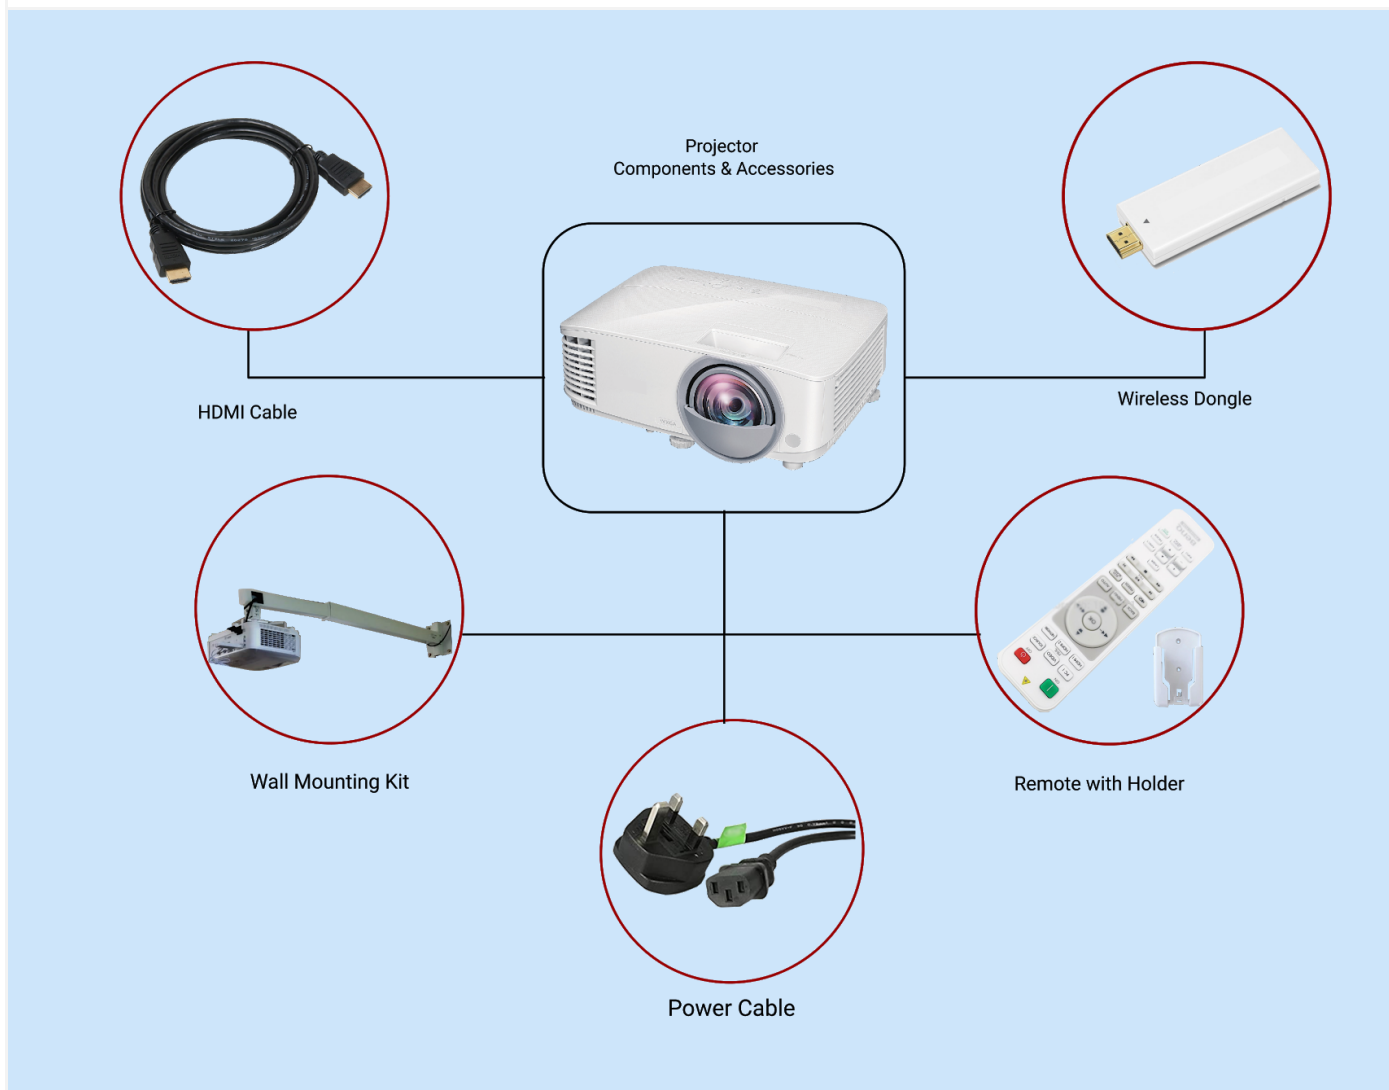 Projector
Components & Accessories
HDMI Cable
Wireless Dongle
Wall Mounting Kit
Remote with Holder
Power Cable